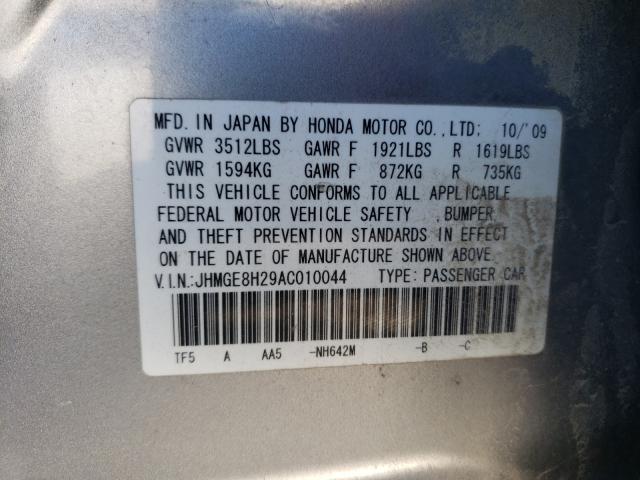 MFD. IN JAPAN BY HONDA MOTOR CO.,LTD: 10/'09
GVWR 3512LBS GAWR F 1921LBS R 1619LBS
GVWR 1594KG GAWR F 872KG R 735KG
THIS VEHICLE CONFORMS TO ALL APPLICABLE
FEDERAL MOTOR VEHICLE SAFETY ,BUMPER
AND THEFT PREVENTION STANDARDS IN EFFECT
ON THE DATE OF MANUFACTURE SHOWN ABOVE.
V.I.N.:JHMGE8H29AC010044 TYPE: PASSENGER CAR
TF5 A AA5 -NH642M -B -C